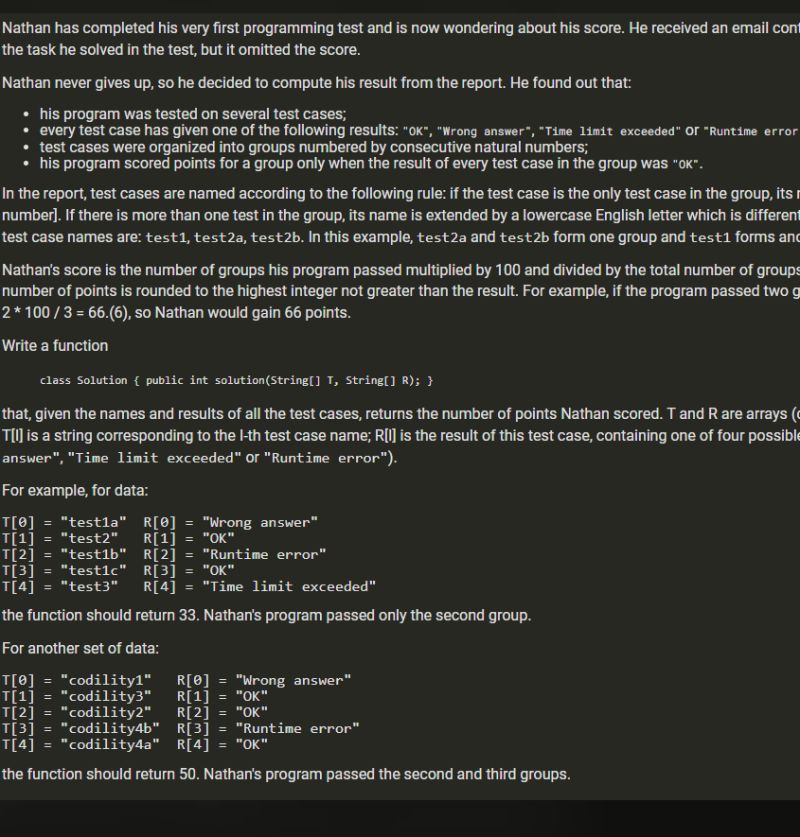 Nathan has completed his very first programming test and is now wondering about his score. He received an email
the task he solved in the test, but it omitted the score.
Nathan never gives up, so he decided to compute his result from the report. He found out that:
• his program was tested on several test cases;
• every test case has given one of the following results: "OK", "Wrong answer", "Time limit exceeded" or "Runtime error
• test cases were organized into groups numbered by consecutive natural numbers;
• his program scored points for a group only when the result of every test case in the group was "OK".
In the report, test cases are named according to the following rule: if the test case is the only test case in the group, its
number]. If there is more than one test in the group, its name is extended by a lowercase English letter which is different
test case names are: test1, test2a, test2b. In this example, test2a and test2b form one group and test1 forms
Nathan's score is the number of groups his program passed multiplied by 100 and divided by the total number of groups
number of points is rounded to the highest integer not greater than the result. For example, if the program passed two
2 * 100 / 3 = 66.(6), so Nathan would gain 66 points.
Write a function
class Solution { public int solution(String[] T, String[] R); }
that, given the names and results of all the test cases, returns the number of points Nathan scored. T and R are arrays
T[I] is a string corresponding to the I-th test case name; R[I] is the result of this test case, containing one of four
answer", "Time limit exceeded" or "Runtime error").
For example, for data:
T[0] = "test1a" R[0] = "Wrong answer"
T[1] = "test2" R[1] = "OK"
T[2] = "test1b" R[2] = "Runtime error"
T[3] = "test1c" R[3] = "OK"
T[4] = "test3" R[4] = "Time limit exceeded"
the function should return 33. Nathan's program passed only the second group.
For another set of data:
T[0] = "codility1" R[0] = "Wrong answer"
T[1] = "codility3" R[1] = "OK"
T[2] = "codility2" R[2] = "OK"
T[3] = "codility4b" R[3] = "Runtime error"
T[4] = "codility4a" R[4] = "OK"
the function should return 50. Nathan's program passed the second and third groups.